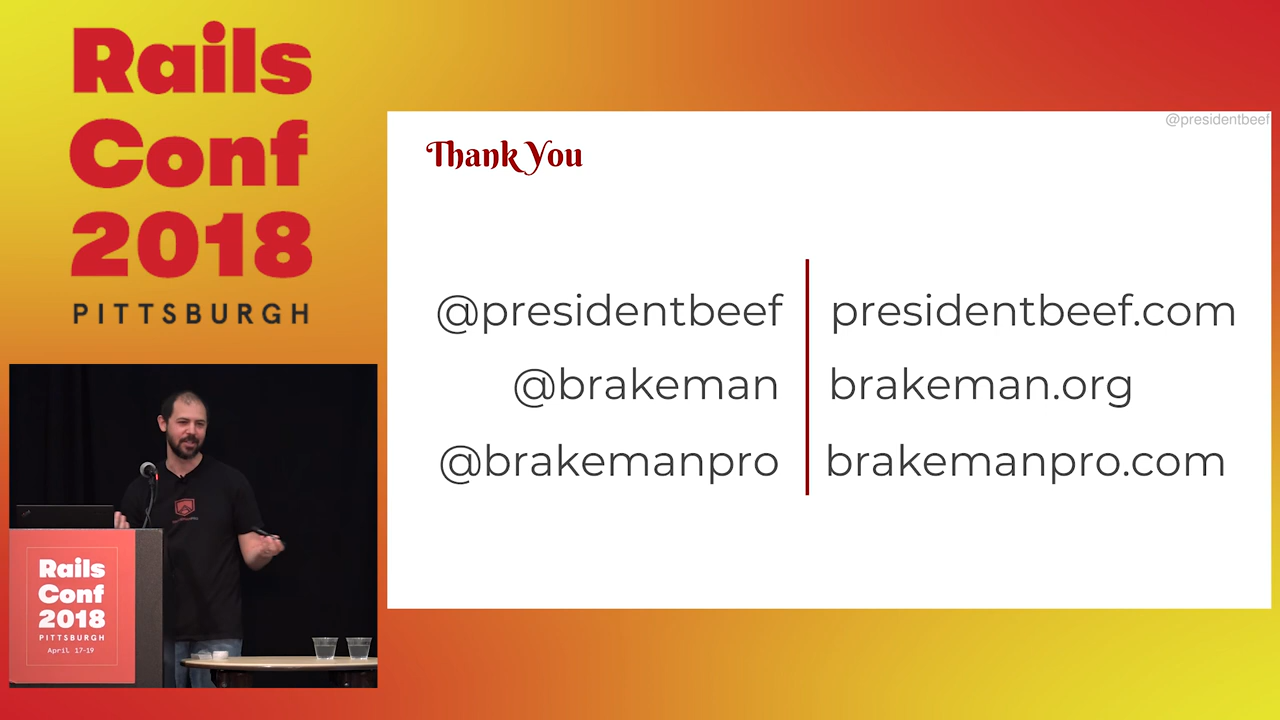 Rails
Conf
2018
PITTSBURGH
@presidentbeef
Thank You
@presidentbeef
presidentbeef.com
@brakeman
brakeman.org
@brakemanpro
brakemanpro.com
Rails
Conf
2018
PITTSBURGH
April 17-19